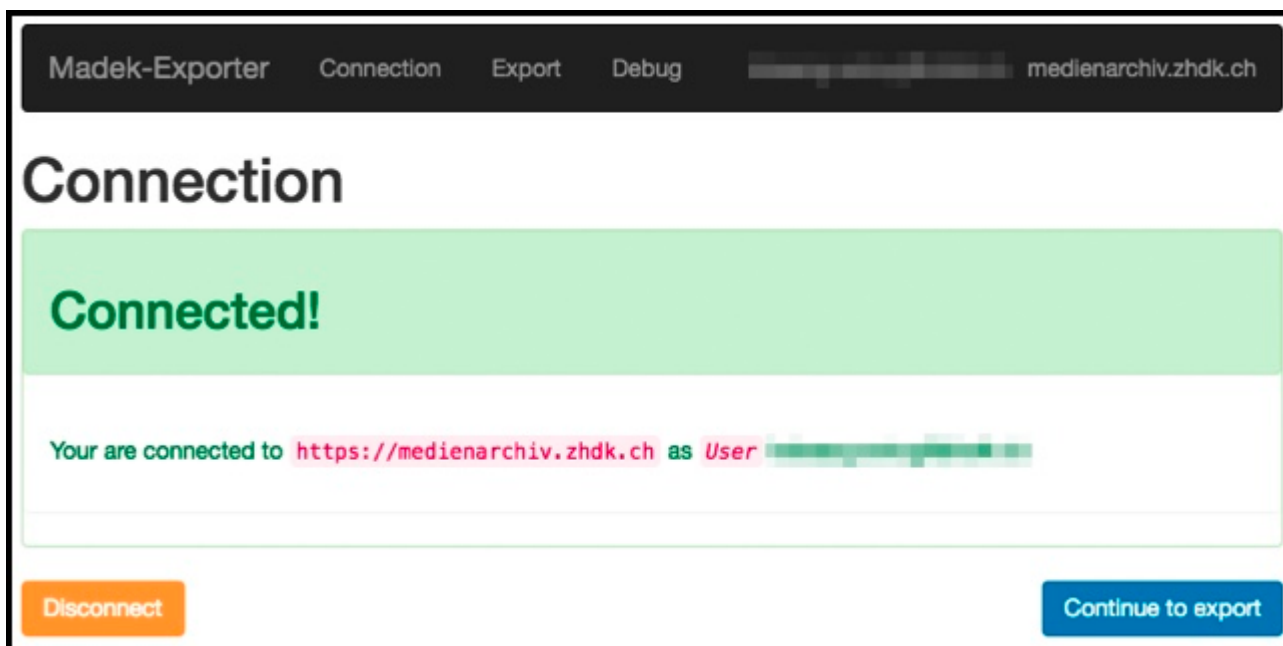 Madek-Exporter Connection Export Debug medienarchiv.zhdk.ch
Connection
Connected!
Your are connected to https://medienarchiv.zhdk.ch as User
Disconnect Continue to export